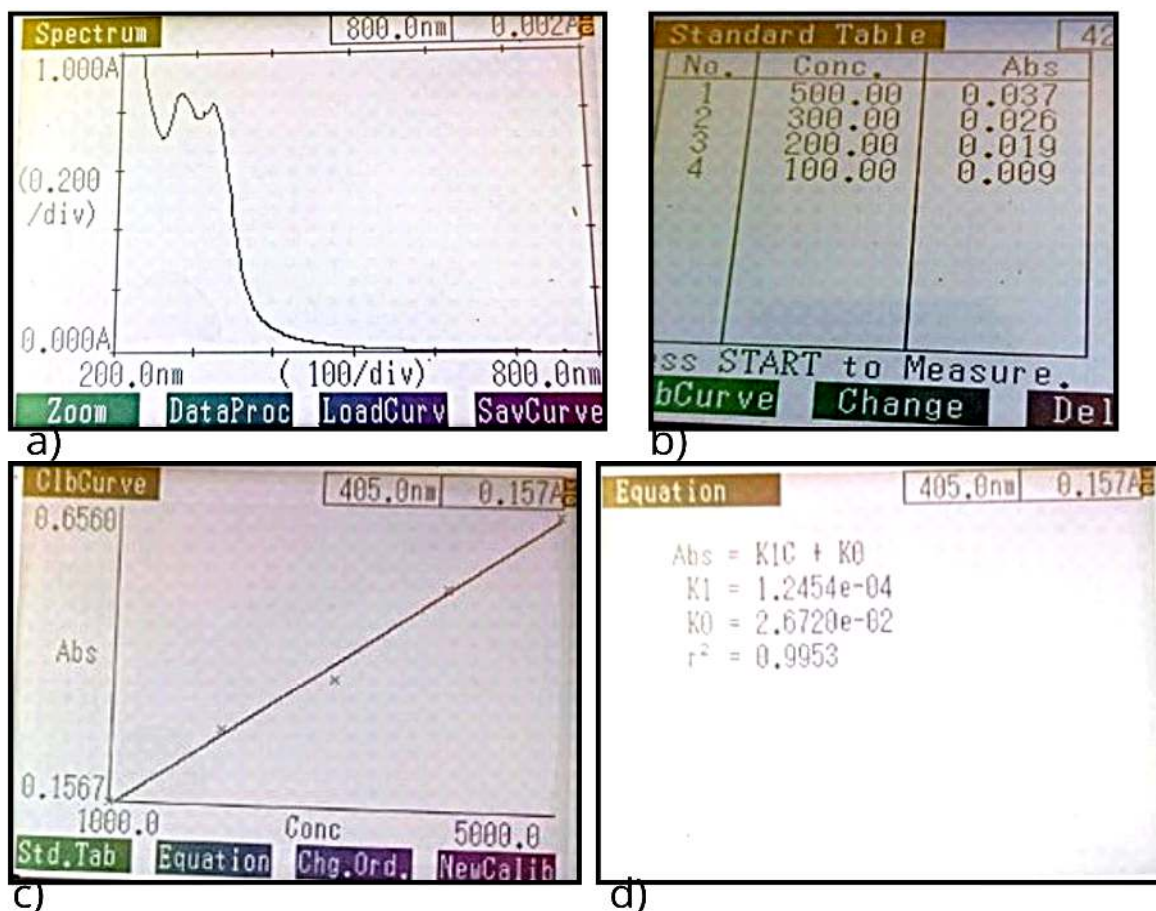 Spectrum 800.0nm 0.002A
1.000A
(0.200
/div)
0.000A
200.0nm ( 100/div) 800.0nm
Zoom DataProc LoadCurv SavCurve
a)
Standard Table 42
No. Conc. Abs
1 500.00 0.037
2 300.00 0.026
3 200.00 0.019
4 100.00 0.009
ss START to Measure.
bCurve Change Del
b)
ClbCurve 405.0nm 0.157A
0.6560
Abs
0.1567
1000.0 Conc 5000.0
Std.Tab Equation Chg.Ord. NewCalib
c)
Equation 405.0nm 0.157A
Abs = K1C + K0
K1 = 1.2454e-04
K0 = 2.6720e-02
r² = 0.9953
d)